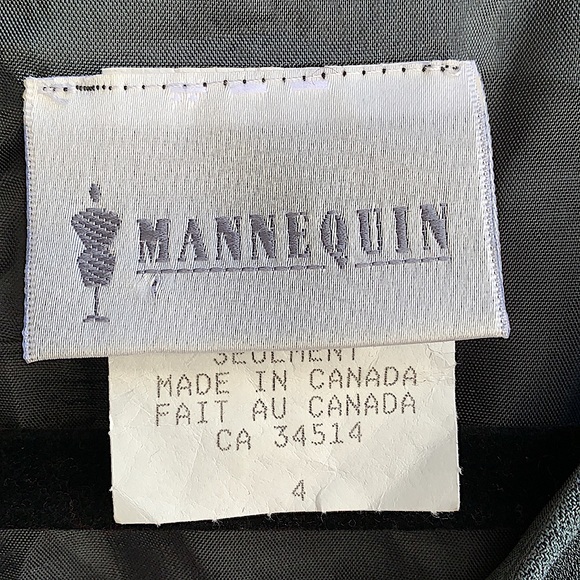 MANNEQUIN
SEULEMENT
MADE IN CANADA
FAIT AU CANADA
CA 34514
4